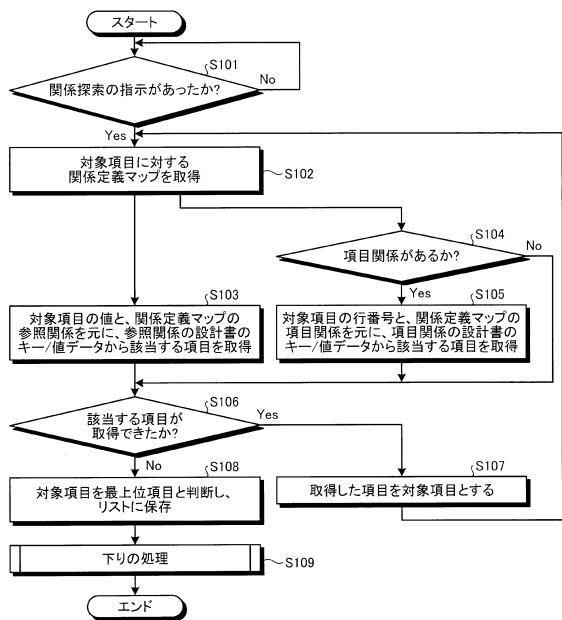 スタート
S101
関係探索の指示があったか?
No
Yes
対象項目に対する
関係定義マップを取得
S102
S104
項目関係があるか?
No
Yes
S103
対象項目の値と、関係定義マップの
参照関係を元に、参照関係の設計書の
キー/値データから該当する項目を取得
S105
対象項目の行番号と、関係定義マップの
項目関係を元に、項目関係の設計書の
キー/値データから該当する項目を取得
S106
該当する項目が
取得できたか?
Yes
No
S108
対象項目を最上位項目と判断し、
リストに保存
S107
取得した項目を対象項目とする
下りの処理
S109
エンド